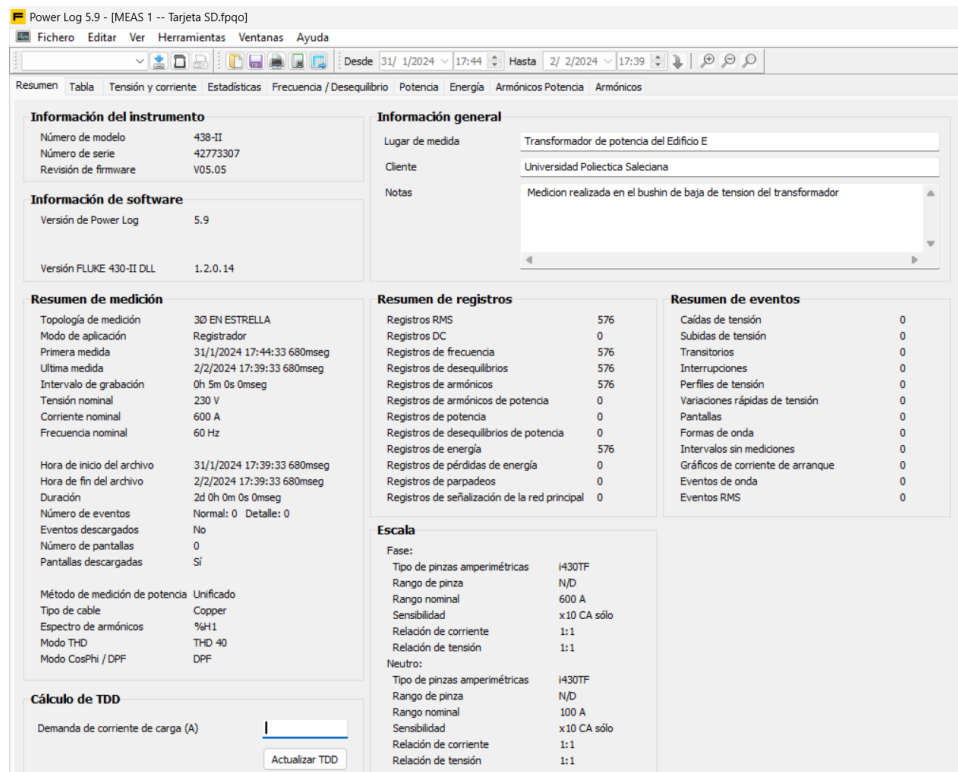 Power Log 5.9 - [MEAS 1 -- Tarjeta SD.fpqo]
Fichero Editar Ver Herramientas Ventanas Ayuda
Desde 31/ 1/2024 17:44 Hasta 2/ 2/2024 17:39
Resumen Tabla Tensión y corriente Estadísticas Frecuencia / Desequilibrio Potencia Energía Armónicos Potencia Armónicos
Información del instrumento
Número de modelo 438-II
Número de serie 42773307
Revisión de firmware V05.05
Información de software
Versión de Power Log 5.9
Versión FLUKE 430-II DLL 1.2.0.14
Información general
Lugar de medida Transformador de potencia del Edificio E
Cliente Universidad Poliectica Saleciana
Notas Medicion realizada en el bushin de baja de tension del transformador
Resumen de medición
Topología de medición 3Ø EN ESTRELLA
Modo de aplicación Registrador
Primera medida 31/1/2024 17:44:33 680mseg
Ultima medida 2/2/2024 17:39:33 680mseg
Intervalo de grabación 0h 5m 0s 0mseg
Tensión nominal 230 V
Corriente nominal 600 A
Frecuencia nominal 60 Hz
Hora de inicio del archivo 31/1/2024 17:39:33 680mseg
Hora de fin del archivo 2/2/2024 17:39:33 680mseg
Duración 2d 0h 0m 0s 0mseg
Número de eventos Normal: 0 Detalle: 0
Eventos descargados No
Número de pantallas 0
Pantallas descargadas Sí
Método de medición de potencia Unificado
Tipo de cable Copper
Espectro de armónicos %H1
Modo THD THD 40
Modo CosPhi / DPF DPF
Cálculo de TDD
Demanda de corriente de carga (A)
Actualizar TDD
Resumen de registros
Registros RMS 576
Registros DC 0
Registros de frecuencia 576
Registros de desequilibrios 576
Registros de armónicos 576
Registros de armónicos de potencia 0
Registros de potencia 0
Registros de desequilibrios de potencia 0
Registros de energía 576
Registros de pérdidas de energía 0
Registros de parpadeos 0
Registros de señalización de la red principal 0
Escala
Fase:
Tipo de pinzas amperimétricas i430TF
Rango de pinza N/D
Rango nominal 600 A
Sensibilidad x10 CA sólo
Relación de corriente 1:1
Relación de tensión 1:1
Neutro:
Tipo de pinzas amperimétricas i430TF
Rango de pinza N/D
Rango nominal 100 A
Sensibilidad x10 CA sólo
Relación de corriente 1:1
Relación de tensión 1:1
Resumen de eventos
Caídas de tensión 0
Subidas de tensión 0
Transitorios 0
Interrupciones 0
Perfiles de tensión 0
Variaciones rápidas de tensión 0
Pantallas 0
Formas de onda 0
Intervalos sin mediciones 0
Gráficos de corriente de arranque 0
Eventos de onda 0
Eventos RMS 0